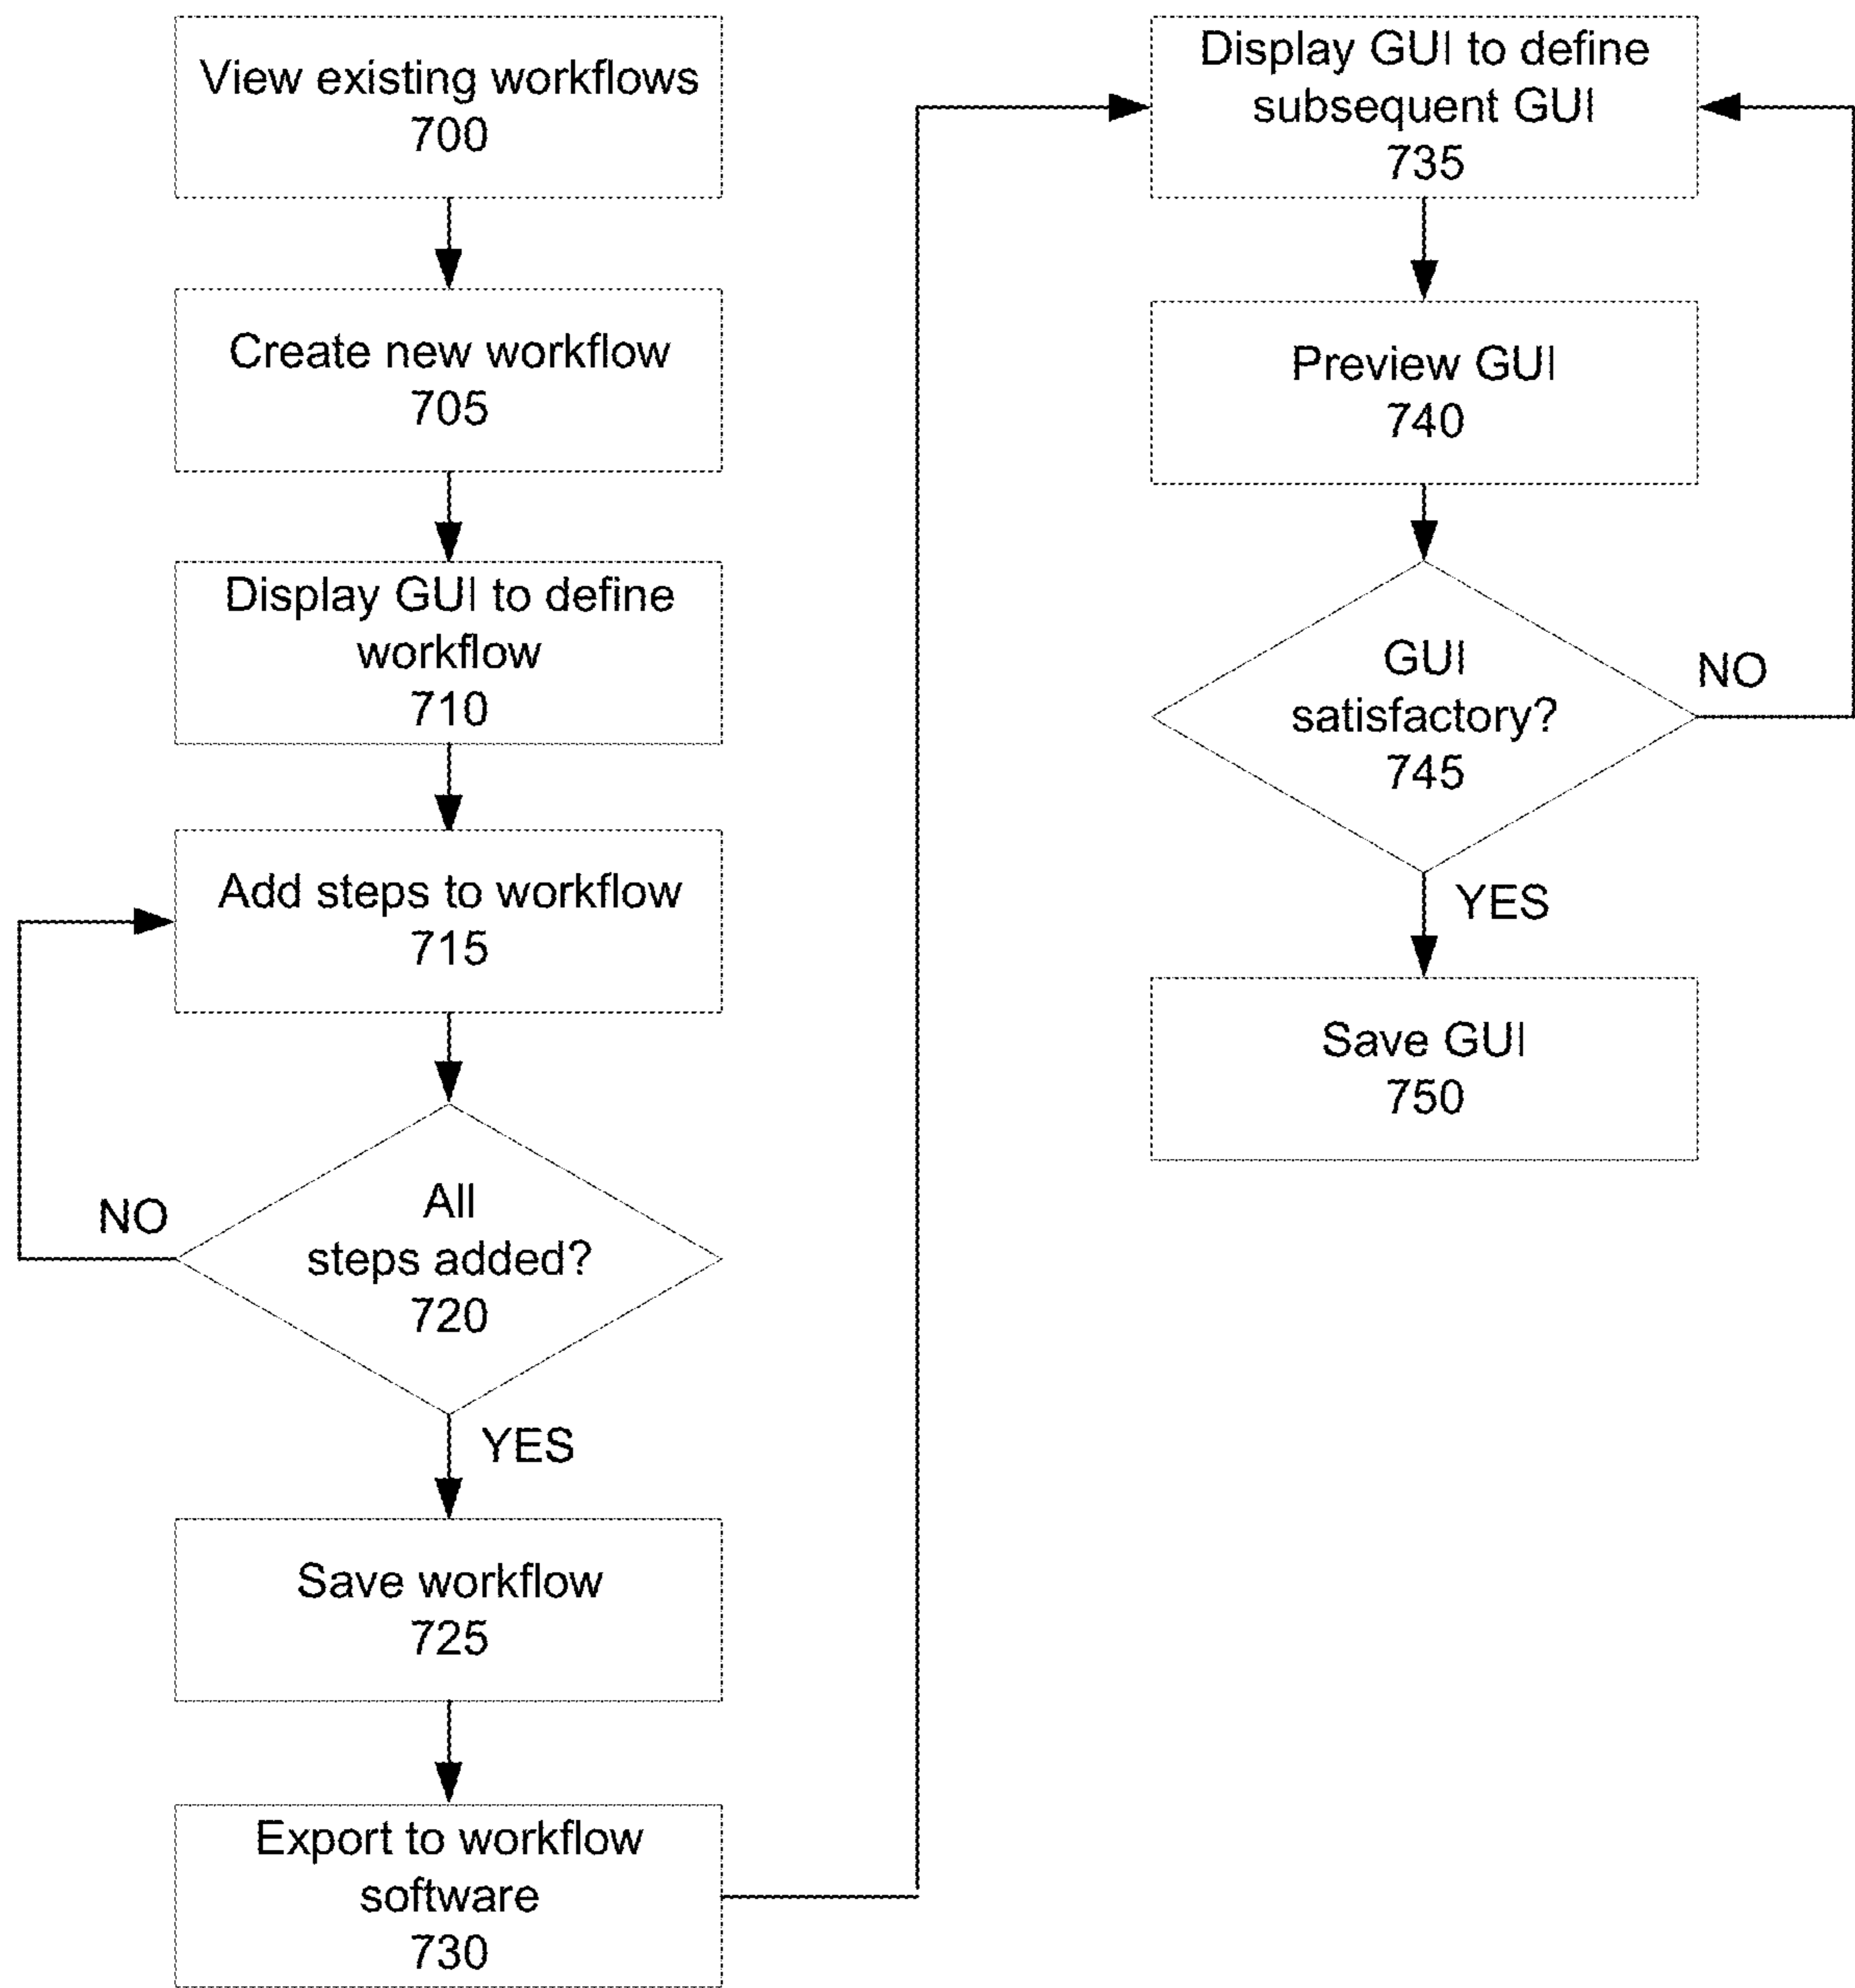 View existing workflows
700
Create new workflow
705
Display GUI to define
workflow
710
Add steps to workflow
715
NO
All
steps added?
720
YES
Save workflow
725
Export to workflow
software
730
Display GUI to define
subsequent GUI
735
Preview GUI
740
GUI
satisfactory?
745
NO
YES
Save GUI
750